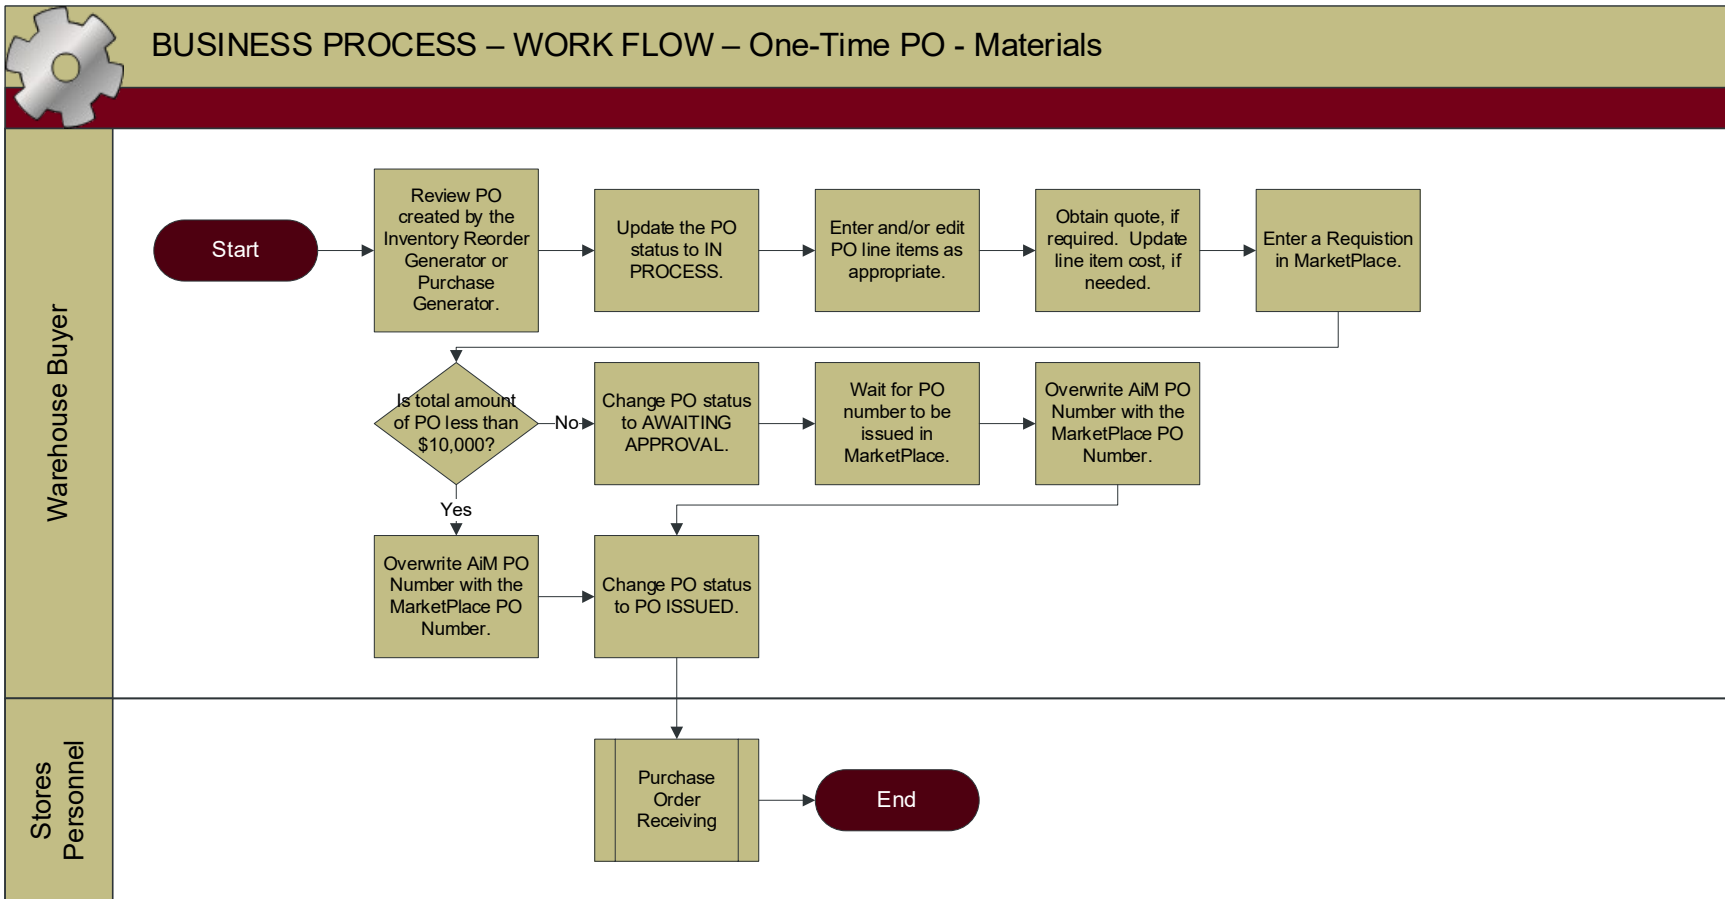 BUSINESS PROCESS – WORK FLOW – One-Time PO - Materials
Warehouse Buyer
Start
Review PO
created by the
Inventory Reorder
Generator or
Purchase
Generator.
Update the PO
status to IN
PROCESS.
Enter and/or edit
PO line items as
appropriate.
Obtain quote, if
required.  Update
line item cost, if
needed.
Enter a Requistion
in MarketPlace.
Is total amount
of PO less than
$10,000?
No
Change PO status
to AWAITING
APPROVAL.
Wait for PO
number to be
issued in
MarketPlace.
Overwrite AiM PO
Number with the
MarketPlace PO
Number.
Yes
Overwrite AiM PO
Number with the
MarketPlace PO
Number.
Change PO status
to PO ISSUED.
Stores
Personnel
Purchase
Order
Receiving
End